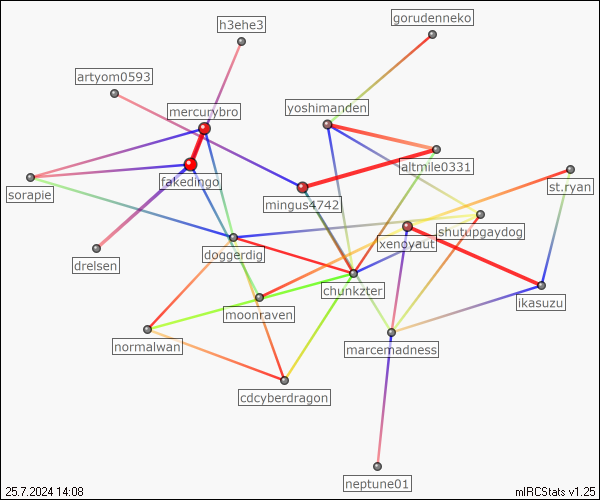 h3ehe3
gorudenneko
artyom0593
mercurybro
yoshimanden
altmile0331
fakedingo
st.ryan
sorapie
mingus4742
shutupgaydog
xenoyaut
doggerdig
drelsen
chunkzter
ikasuzu
moonraven
normalwan
marcemadness
cdcyberdragon
neptune01
25.7.2024 14:08
mIRCStats v1.25